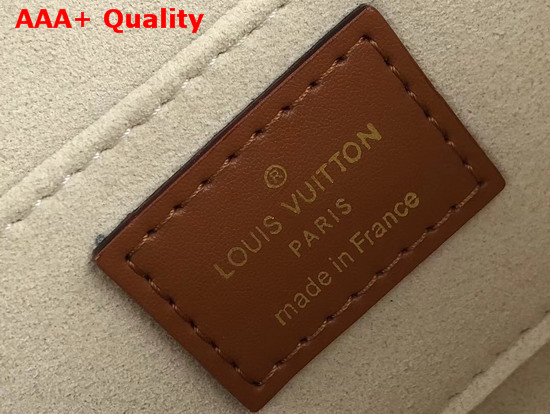 AAA+ Quality
®
LOUIS VUITTON
PARIS
made in France